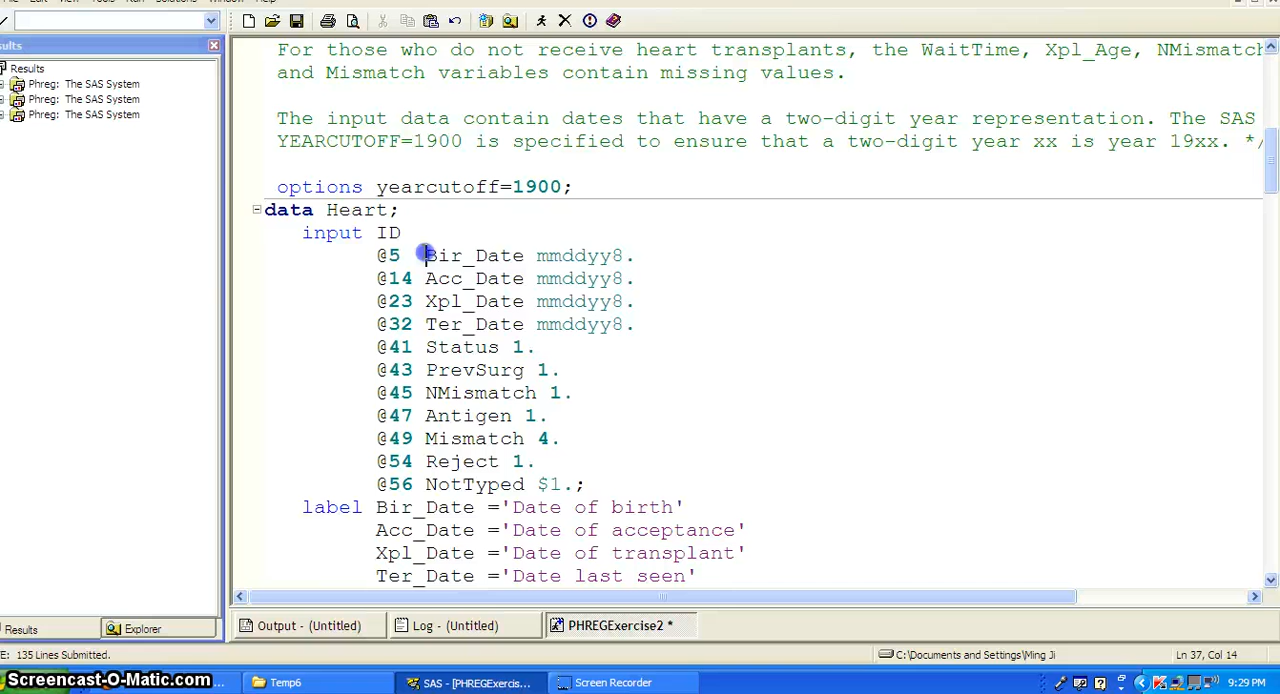 Results
Results
Phreg: The SAS System
Phreg: The SAS System
Phreg: The SAS System
For those who do not receive heart transplants, the WaitTime, Xpl_Age, NMismatch
and Mismatch variables contain missing values.
The input data contain dates that have a two-digit year representation. The SAS
YEARCUTOFF=1900 is specified to ensure that a two-digit year xx is year 19xx. */
options yearcutoff=1900;
data Heart;
input ID
@5 Bir_Date mmddyy8.
@14 Acc_Date mmddyy8.
@23 Xpl_Date mmddyy8.
@32 Ter_Date mmddyy8.
@41 Status 1.
@43 PrevSurg 1.
@45 NMismatch 1.
@47 Antigen 1.
@49 Mismatch 4.
@54 Reject 1.
@56 NotTyped $1.;
label Bir_Date ='Date of birth'
Acc_Date ='Date of acceptance'
Xpl_Date ='Date of transplant'
Ter_Date ='Date last seen'
Results Explorer
Output - (Untitled) Log - (Untitled) PHREGExercise2 *
E: 135 Lines Submitted. C:\Documents and Settings\Ming Ji Ln 37, Col 14
Screencast-O-Matic.com Temp6 SAS - [PHREGExercis... Screen Recorder 9:29 PM